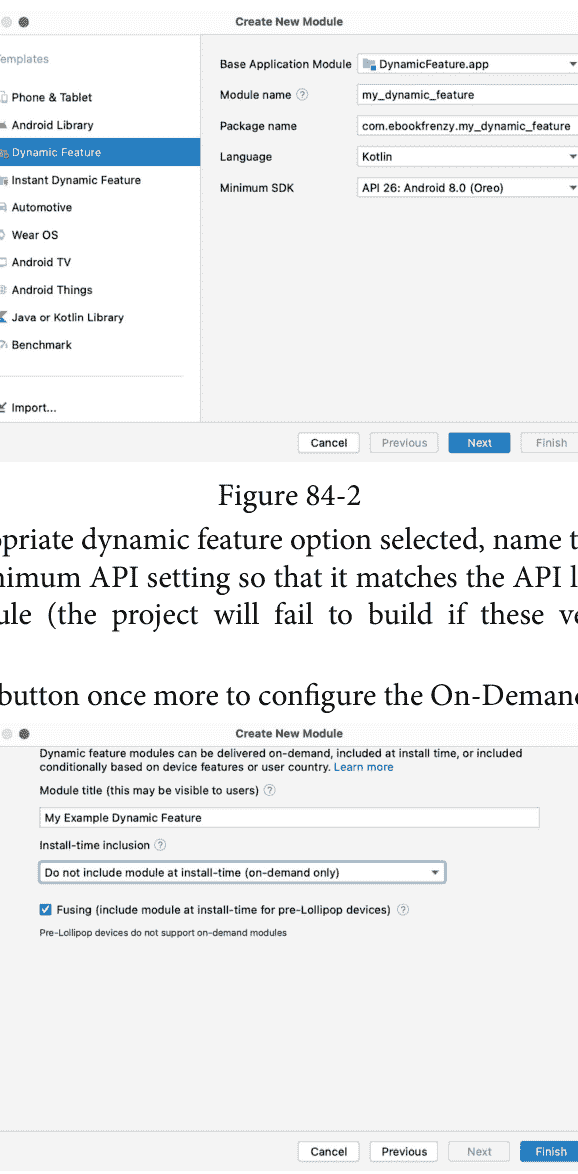 Create New Module
Templates
Base Application Module DynamicFeature.app
Phone & Tablet
Module name ? my_dynamic_feature
Android Library
Package name com.ebookfrenzy.my_dynamic_feature
Dynamic Feature
Language Kotlin
Instant Dynamic Feature
Minimum SDK API 26: Android 8.0 (Oreo)
Automotive
Wear OS
Android TV
Android Things
Java or Kotlin Library
Benchmark
Import...
Cancel Previous Next Finish
Figure 84-2
opriate dynamic feature option selected, name t
nimum API setting so that it matches the API l
ule (the project will fail to build if these ve
button once more to configure the On-Demand
Create New Module
Dynamic feature modules can be delivered on-demand, included at install time, or included
conditionally based on device features or user country. Learn more
Module title (this may be visible to users) ?
My Example Dynamic Feature
Install-time inclusion ?
Do not include module at install-time (on-demand only)
Fusing (include module at install-time for pre-Lollipop devices) ?
Pre-Lollipop devices do not support on-demand modules
Cancel Previous Next Finish